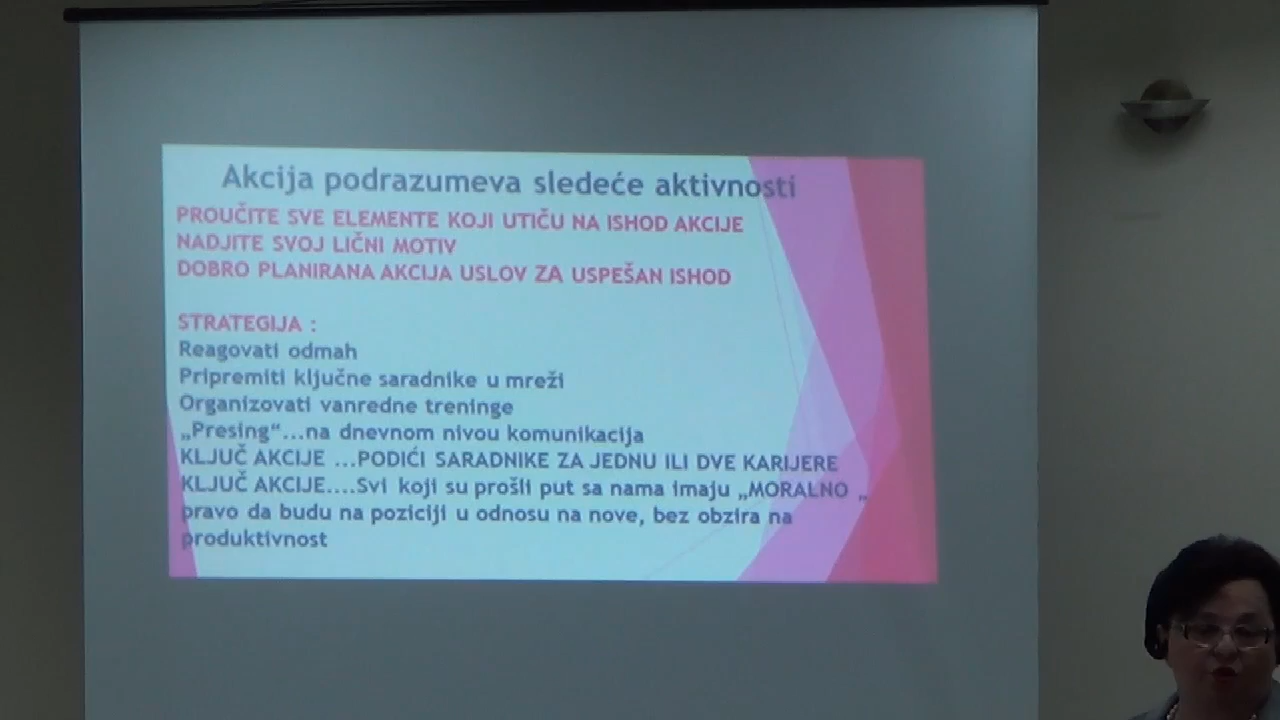 Akcija podrazumeva sledeće aktivnosti
PROUČITE SVE ELEMENTE KOJI UTIČU NA ISHOD AKCIJE
NADJITE SVOJ LIČNI MOTIV
DOBRO PLANIRANA AKCIJA USLOV ZA USPEŠAN ISHOD
STRATEGIJA :
Reagovati odmah
Pripremiti ključne saradnike u mreži
Organizovati vanredne treninge
„Presing“...na dnevnom nivou komunikacija
KLJUČ AKCIJE ...PODIĆI SARADNIKE ZA JEDNU ILI DVE KARIJERE
KLJUČ AKCIJE....Svi koji su prošli put sa nama imaju „MORALNO „
pravo da budu na poziciji u odnosu na nove, bez obzira na
produktivnost